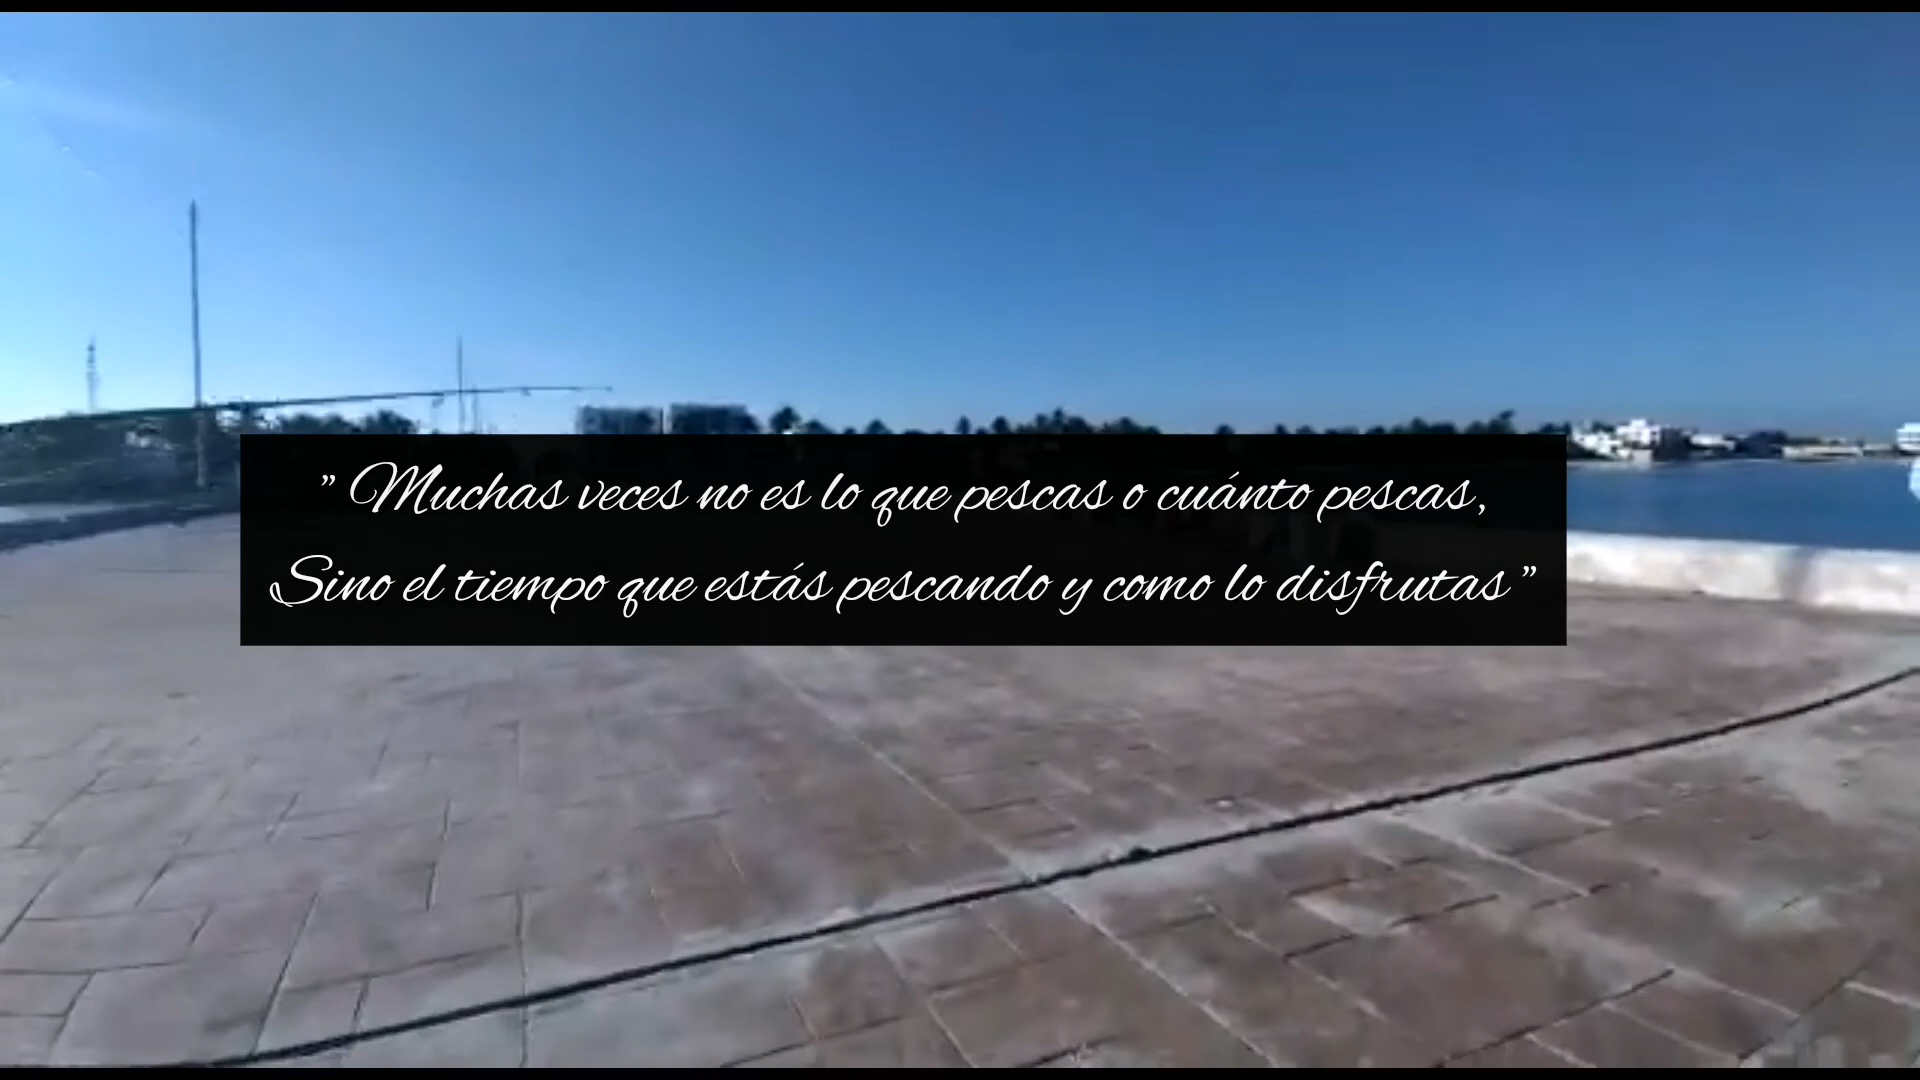 ” Muchas veces no es lo que pescas o cuánto pescas,
Sino el tiempo que estás pescando y como lo disfrutas ”